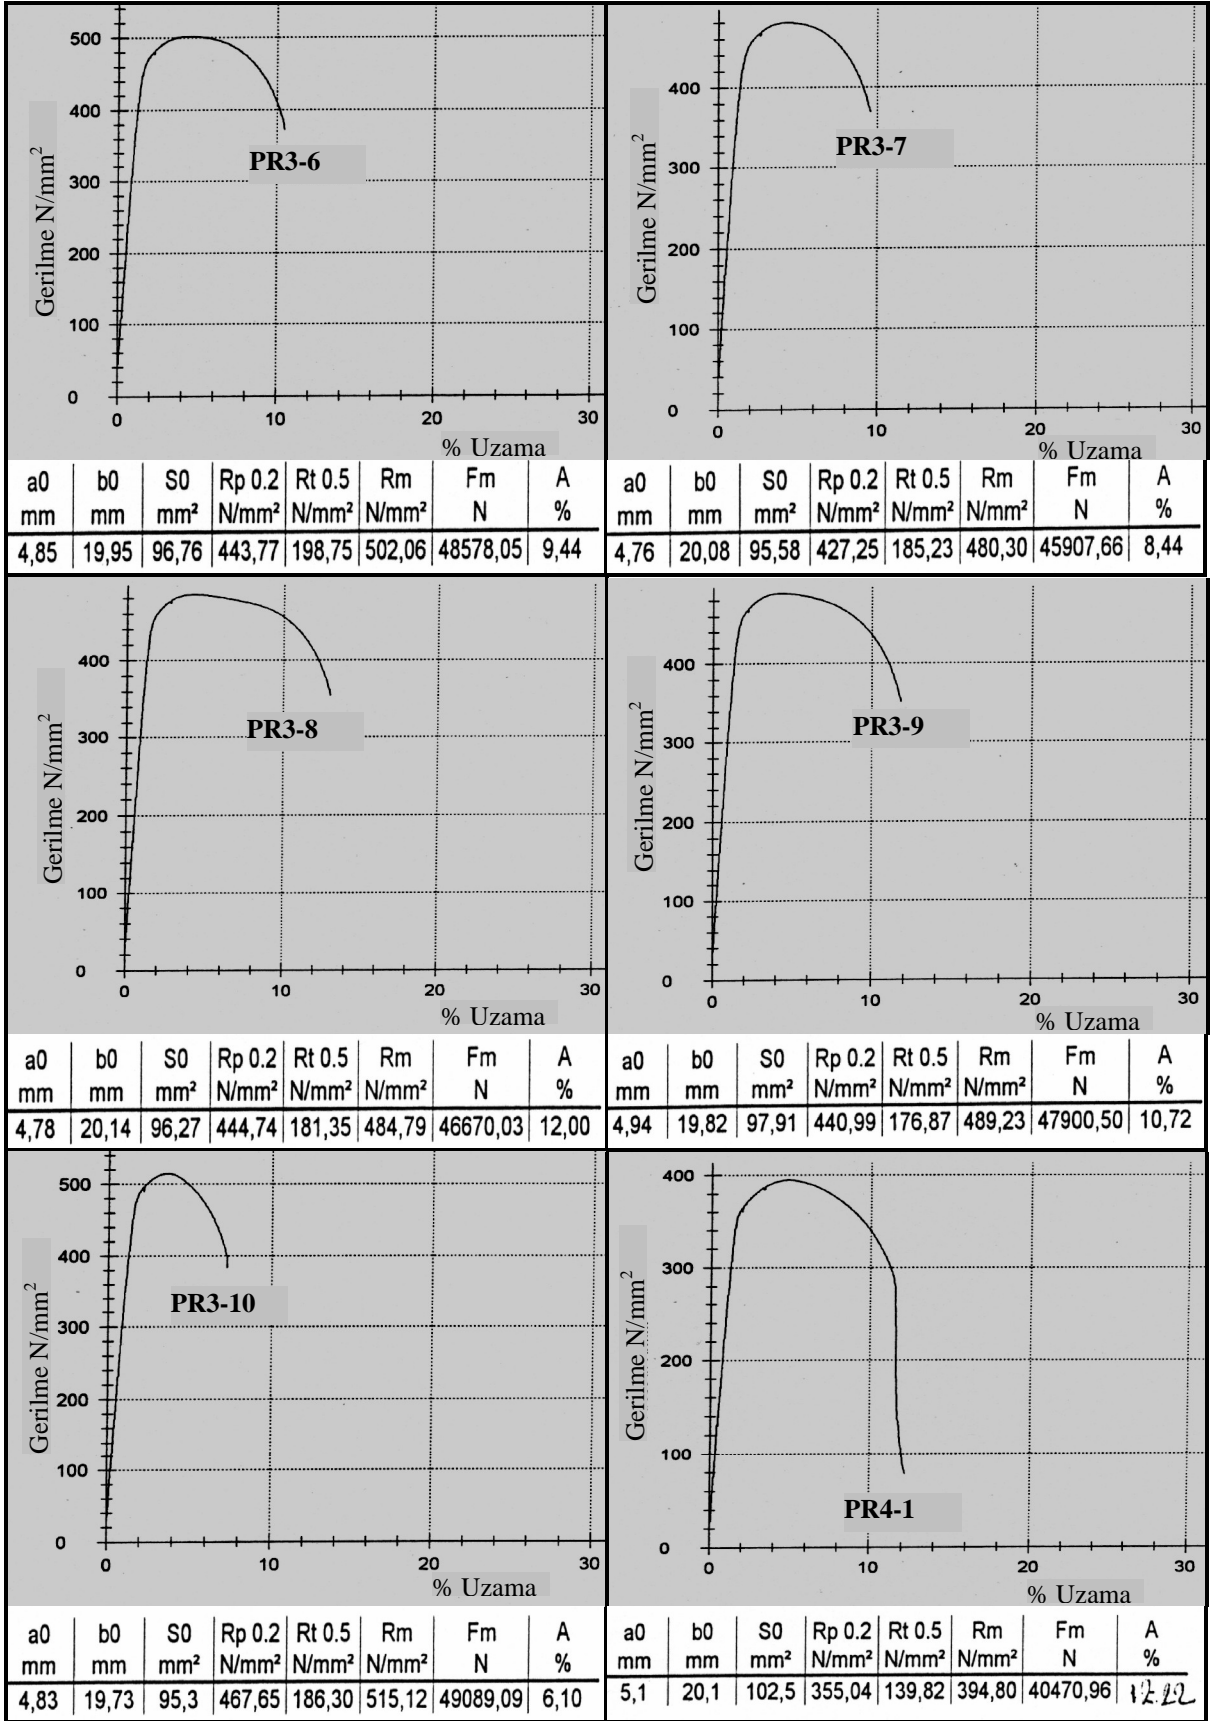 500
400
300
200
100
0
Gerilme N/mm²
PR3-6
0 10 20 30
% Uzama
a0 b0 S0 Rp 0.2 Rt 0.5 Rm Fm A
mm mm mm² N/mm² N/mm² N/mm² N %
4,85 19,95 96,76 443,77 198,75 502,06 48578,05 9,44
400
300
200
100
0
Gerilme N/mm²
PR3-7
0 10 20 30
% Uzama
a0 b0 S0 Rp 0.2 Rt 0.5 Rm Fm A
mm mm mm² N/mm² N/mm² N/mm² N %
4,76 20,08 95,58 427,25 185,23 480,30 45907,66 8,44
400
300
200
100
0
Gerilme N/mm²
PR3-8
0 10 20 30
% Uzama
a0 b0 S0 Rp 0.2 Rt 0.5 Rm Fm A
mm mm mm² N/mm² N/mm² N/mm² N %
4,78 20,14 96,27 444,74 181,35 484,79 46670,03 12,00
400
300
200
100
0
Gerilme N/mm²
PR3-9
0 10 20 30
% Uzama
a0 b0 S0 Rp 0.2 Rt 0.5 Rm Fm A
mm mm mm² N/mm² N/mm² N/mm² N %
4,94 19,82 97,91 440,99 176,87 489,23 47900,50 10,72
500
400
300
200
100
0
Gerilme N/mm²
PR3-10
0 10 20 30
% Uzama
a0 b0 S0 Rp 0.2 Rt 0.5 Rm Fm A
mm mm mm² N/mm² N/mm² N/mm² N %
4,83 19,73 95,3 467,65 186,30 515,12 49089,09 6,10
400
300
200
100
0
Gerilme N/mm²
PR4-1
0 10 20 30
% Uzama
a0 b0 S0 Rp 0.2 Rt 0.5 Rm Fm A
mm mm mm² N/mm² N/mm² N/mm² N %
5,1 20,1 102,5 355,04 139,82 394,80 40470,96 12.22